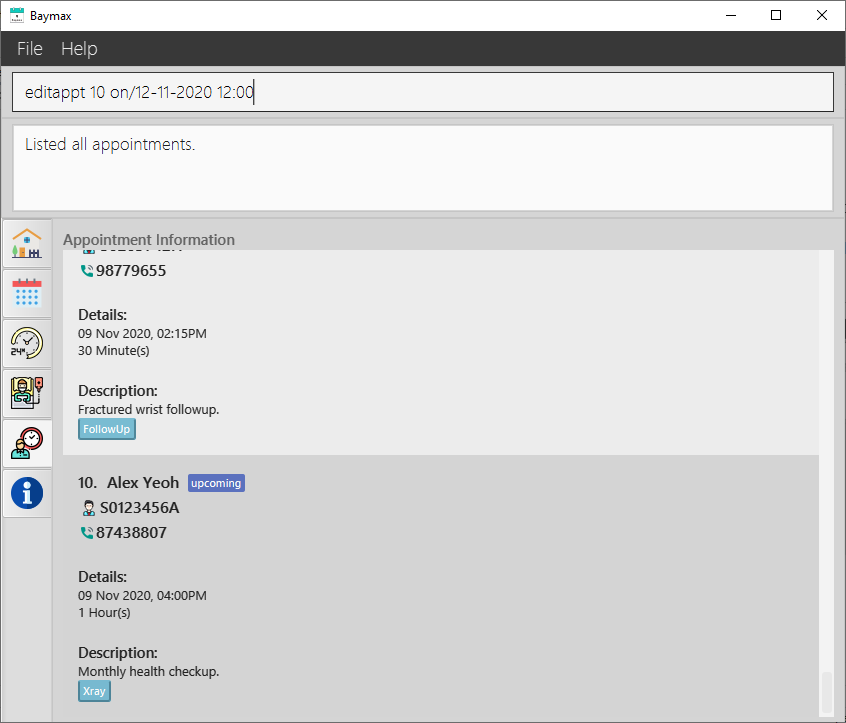 Baymax
File Help
editappt 10 on/12-11-2020 12:00
Listed all appointments.
Appointment Information
98779655
Details:
09 Nov 2020, 02:15PM
30 Minute(s)
Description:
Fractured wrist followup.
FollowUp
10. Alex Yeoh upcoming
S0123456A
87438807
Details:
09 Nov 2020, 04:00PM
1 Hour(s)
Description:
Monthly health checkup.
Xray